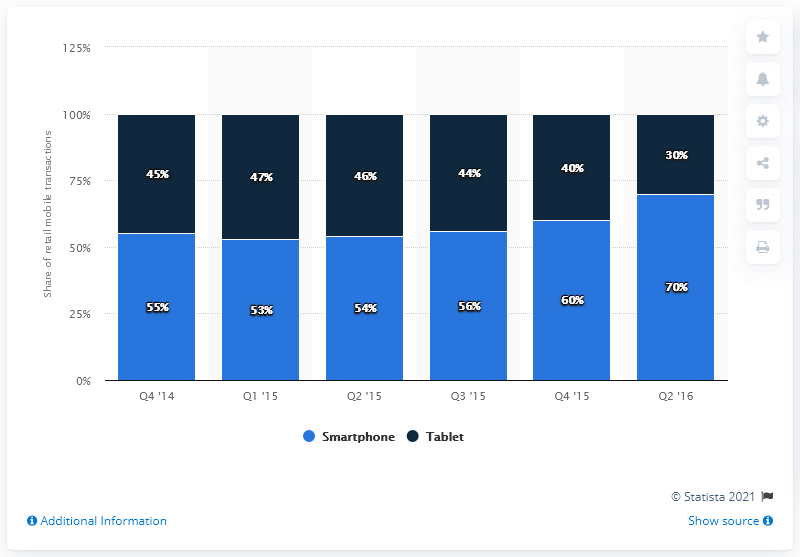 125%
100%
75%
50%
25%
0%
Share of retail mobile transactions
45% 47% 46% 44% 40% 30%
55% 53% 54% 56% 60% 70%
Q4 '14 Q1 '15 Q2 '15 Q3 '15 Q4 '15 Q2 '16
Smartphone Tablet
© Statista 2021
Additional Information Show source